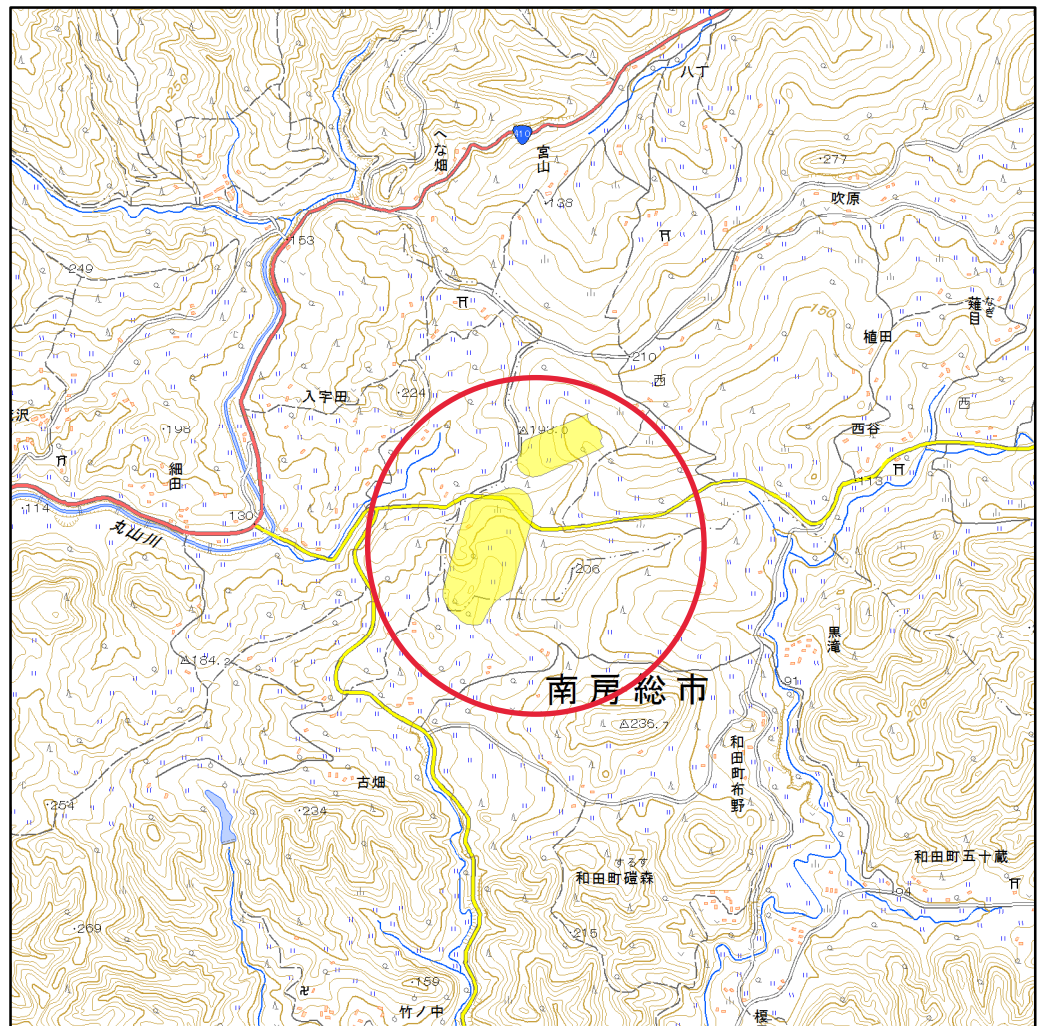 八丁
410
へな畑
宮山
・277
・138
吹原
250
・153
249
なぎ
薙目
150
植田
210
入宇田
・224
△193.0
・198
細田
西谷
・113
・114
130
丸山川
・206
黒滝
△184.2
91
200
南房総市
△236.7
和田町布野
古畑
・254
・234
するす
和田町磑森
和田町五十蔵
94
・269
・215
・159
竹ノ中